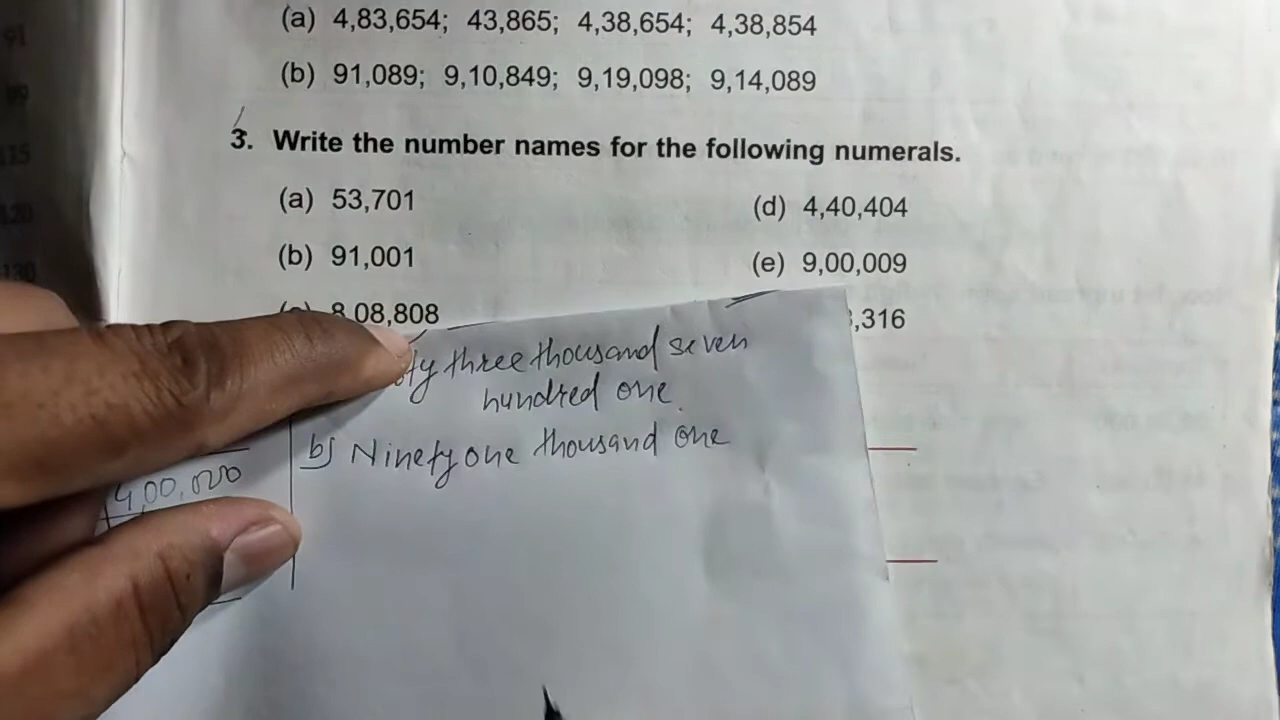 (a) 4,83,654; 43,865; 4,38,654; 4,38,854
(b) 91,089; 9,10,849; 9,19,098; 9,14,089
3. Write the number names for the following numerals.
(a) 53,701 (d) 4,40,404
(b) 91,001 (e) 9,00,009
8,08,808 ,316
three thousand seven
hundred one.
b) Ninety one thousand one
4,00,000